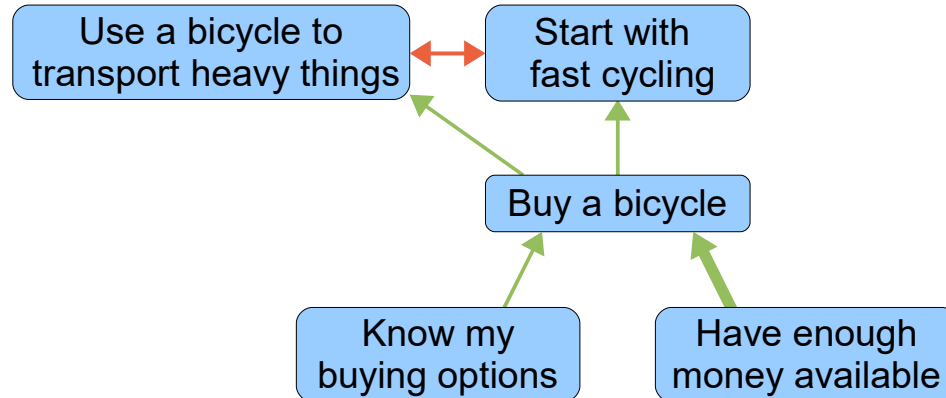 Use a bicycle to
transport heavy things
Start with
fast cycling
Buy a bicycle
Know my
buying options
Have enough
money available